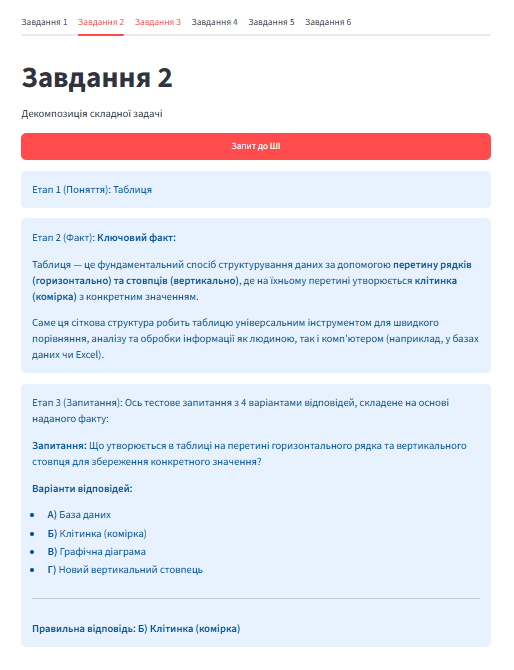 Завдання 1 Завдання 2 Завдання 3 Завдання 4 Завдання 5 Завдання 6
Завдання 2
Декомпозиція складної задачі
Запит до ШІ
Етап 1 (Поняття): Таблиця
Етап 2 (Факт): Ключовий факт:
Таблиця — це фундаментальний спосіб структурування даних за допомогою перетину рядків
(горизонтально) та стовпців (вертикально), де на їхньому перетині утворюється клітинка
(комірка) з конкретним значенням.
Саме ця сіткова структура робить таблицю універсальним інструментом для швидкого
порівняння, аналізу та обробки інформації як людиною, так і комп'ютером (наприклад, у базах
даних чи Excel).
Етап 3 (Запитання): Ось тестове запитання з 4 варіантами відповідей, складене на основі
наданого факту:
Запитання: Що утворюється в таблиці на перетині горизонтального рядка та вертикального
стовпця для збереження конкретного значення?
Варіанти відповідей:
А) База даних
Б) Клітинка (комірка)
В) Графічна діаграма
Г) Новий вертикальний стовпець
Правильна відповідь: Б) Клітинка (комірка)